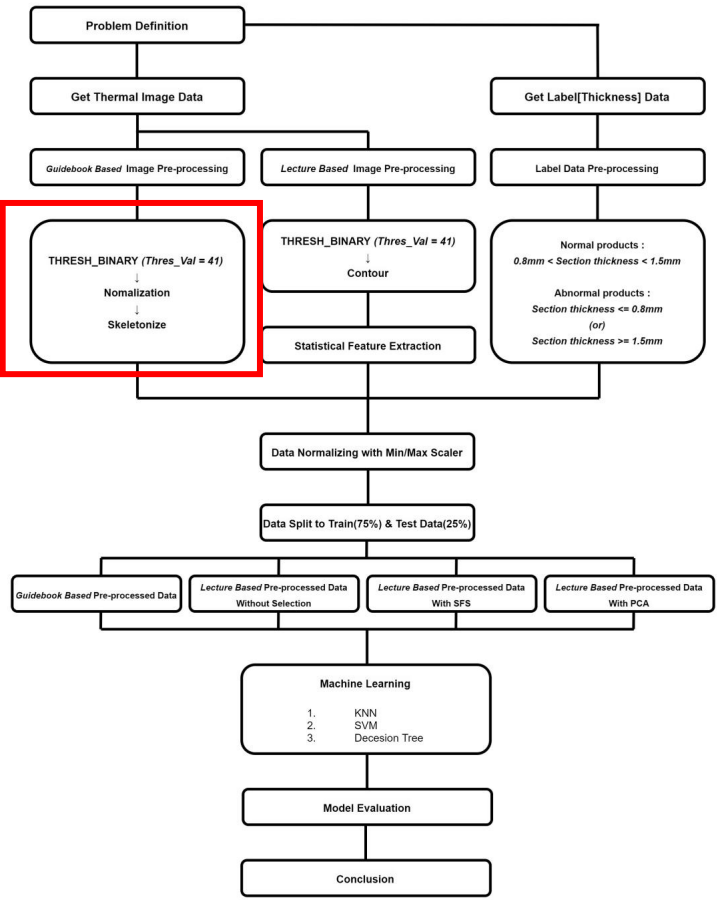 Problem Definition
Get Thermal Image Data
Get Label[Thickness] Data
Guidebook Based Image Pre-processing
Lecture Based Image Pre-processing
Label Data Pre-processing
THRESH_BINARY (Thres_Val = 41)
↓
Nomalization
↓
Skeletonize
THRESH_BINARY (Thres_Val = 41)
↓
Contour
Normal products :
0.8mm < Section thickness < 1.5mm
Abnormal products :
Section thickness <= 0.8mm
(or)
Section thickness >= 1.5mm
Statistical Feature Extraction
Data Normalizing with Min/Max Scaler
Data Split to Train(75%) & Test Data(25%)
Guidebook Based Pre-processed Data
Lecture Based Pre-processed Data
Without Selection
Lecture Based Pre-processed Data
With SFS
Lecture Based Pre-processed Data
With PCA
Machine Learning
1. KNN
2. SVM
3. Decesion Tree
Model Evaluation
Conclusion